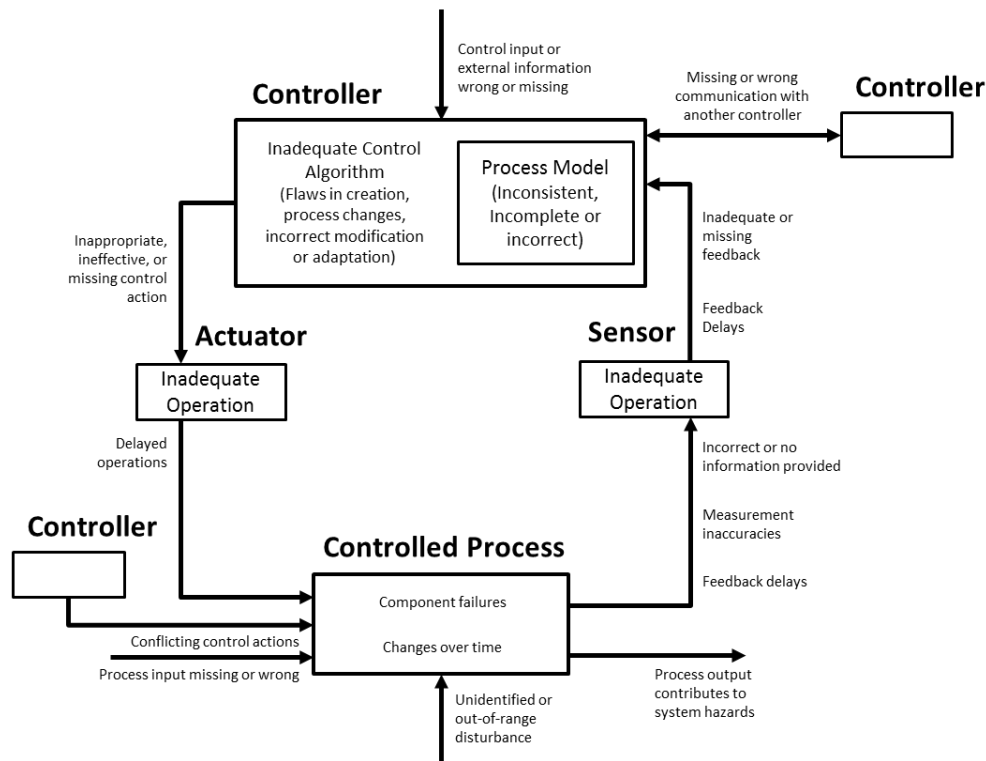 Control input or
external information
wrong or missing
Controller
Missing or wrong
communication with
another controller
Controller
Inadequate Control
Algorithm
(Flaws in creation,
process changes,
incorrect modification
or adaptation)
Process Model
(Inconsistent,
Incomplete or
incorrect)
Inappropriate,
ineffective, or
missing control
action
Inadequate or
missing
feedback
Feedback
Delays
Actuator
Inadequate
Operation
Sensor
Inadequate
Operation
Delayed
operations
Incorrect or no
information provided
Measurement
inaccuracies
Feedback delays
Controller
Controlled Process
Component failures
Changes over time
Conflicting control actions
Process input missing or wrong
Unidentified or
out-of-range
disturbance
Process output
contributes to
system hazards